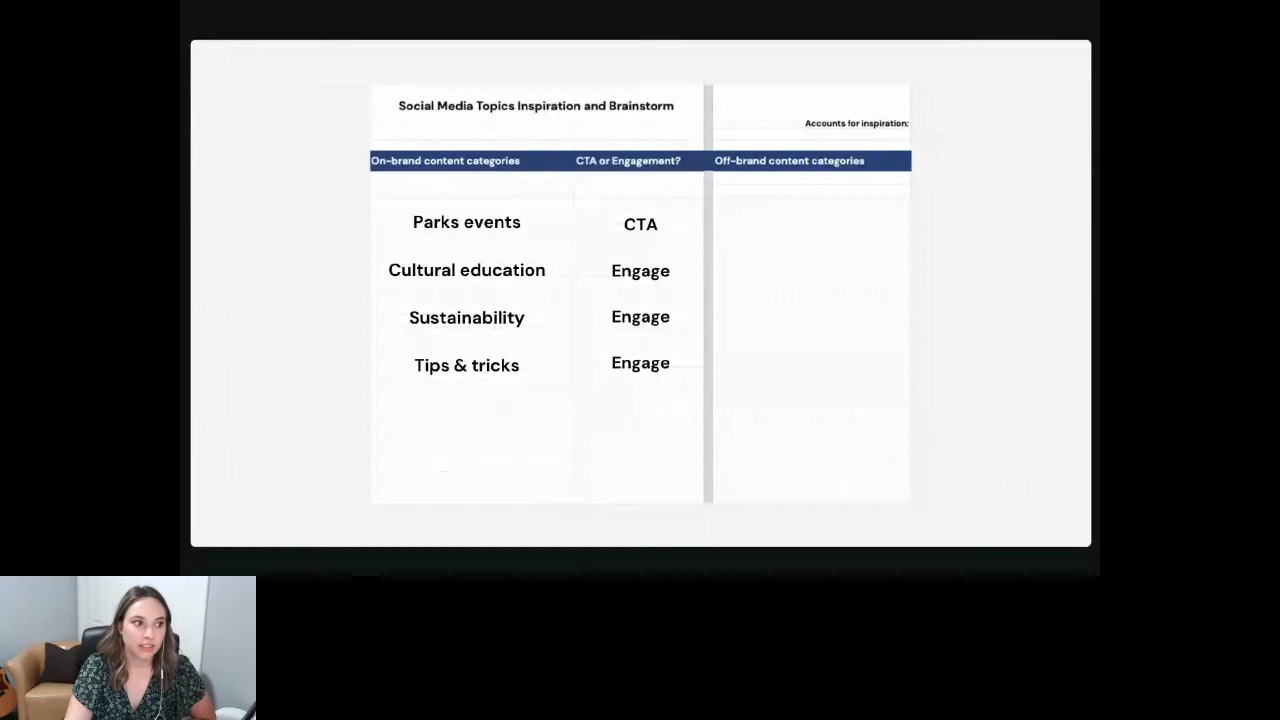 Social Media Topics Inspiration and Brainstorm
Accounts for inspiration:
On-brand content categories CTA or Engagement? Off-brand content categories
Parks events CTA
Cultural education Engage
Sustainability Engage
Tips & tricks Engage